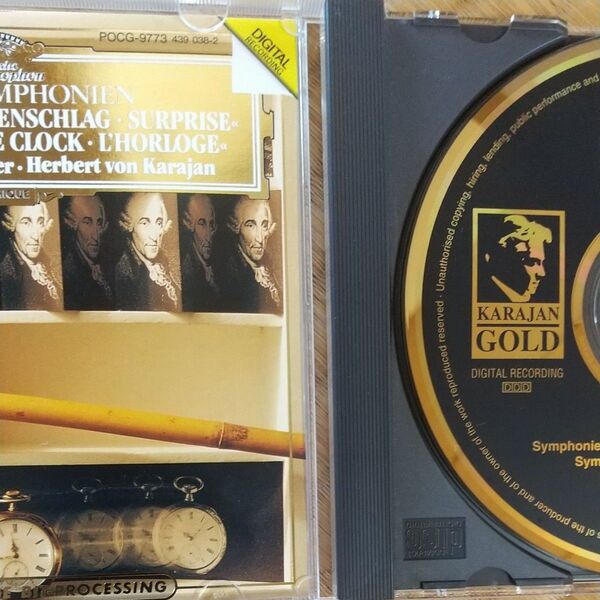 POCG-9773 439 038-2
DIGITAL
RECORDING
MPHONIEN
ENSCHLAG · SURPRISE«
E CLOCK · L'HORLOGE«
er · Herbert von Karajan
IQUE
BIT PROCESSING
KARAJAN
GOLD
DIGITAL RECORDING
DDD
Symphonie
Sym
Unauthorised copying, hiring, lending, public performance and
s of the producer and of the owner of the work reproduced reserved ·